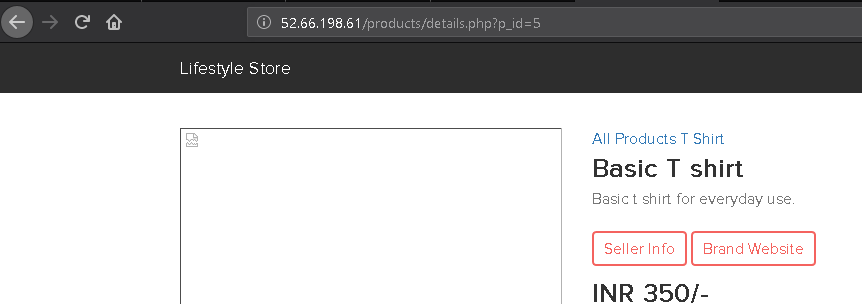 52.66.198.61/products/details.php?p_id=5
Lifestyle Store
All Products T Shirt
Basic T shirt
Basic t shirt for everyday use.
Seller Info Brand Website
INR 350/-